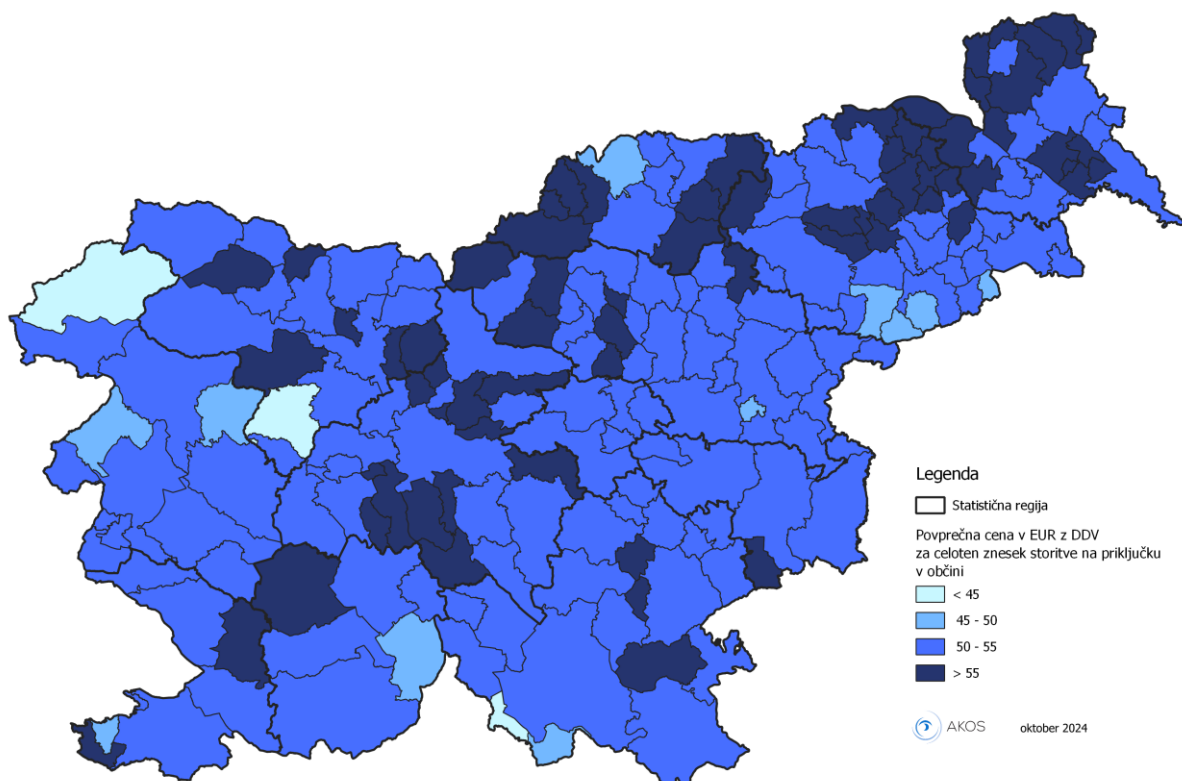 Legenda
Statistična regija
Povprečna cena v EUR z DDV
za celoten znesek storitve na priključku
v občini
< 45
45 - 50
50 - 55
> 55
AKOS oktober 2024